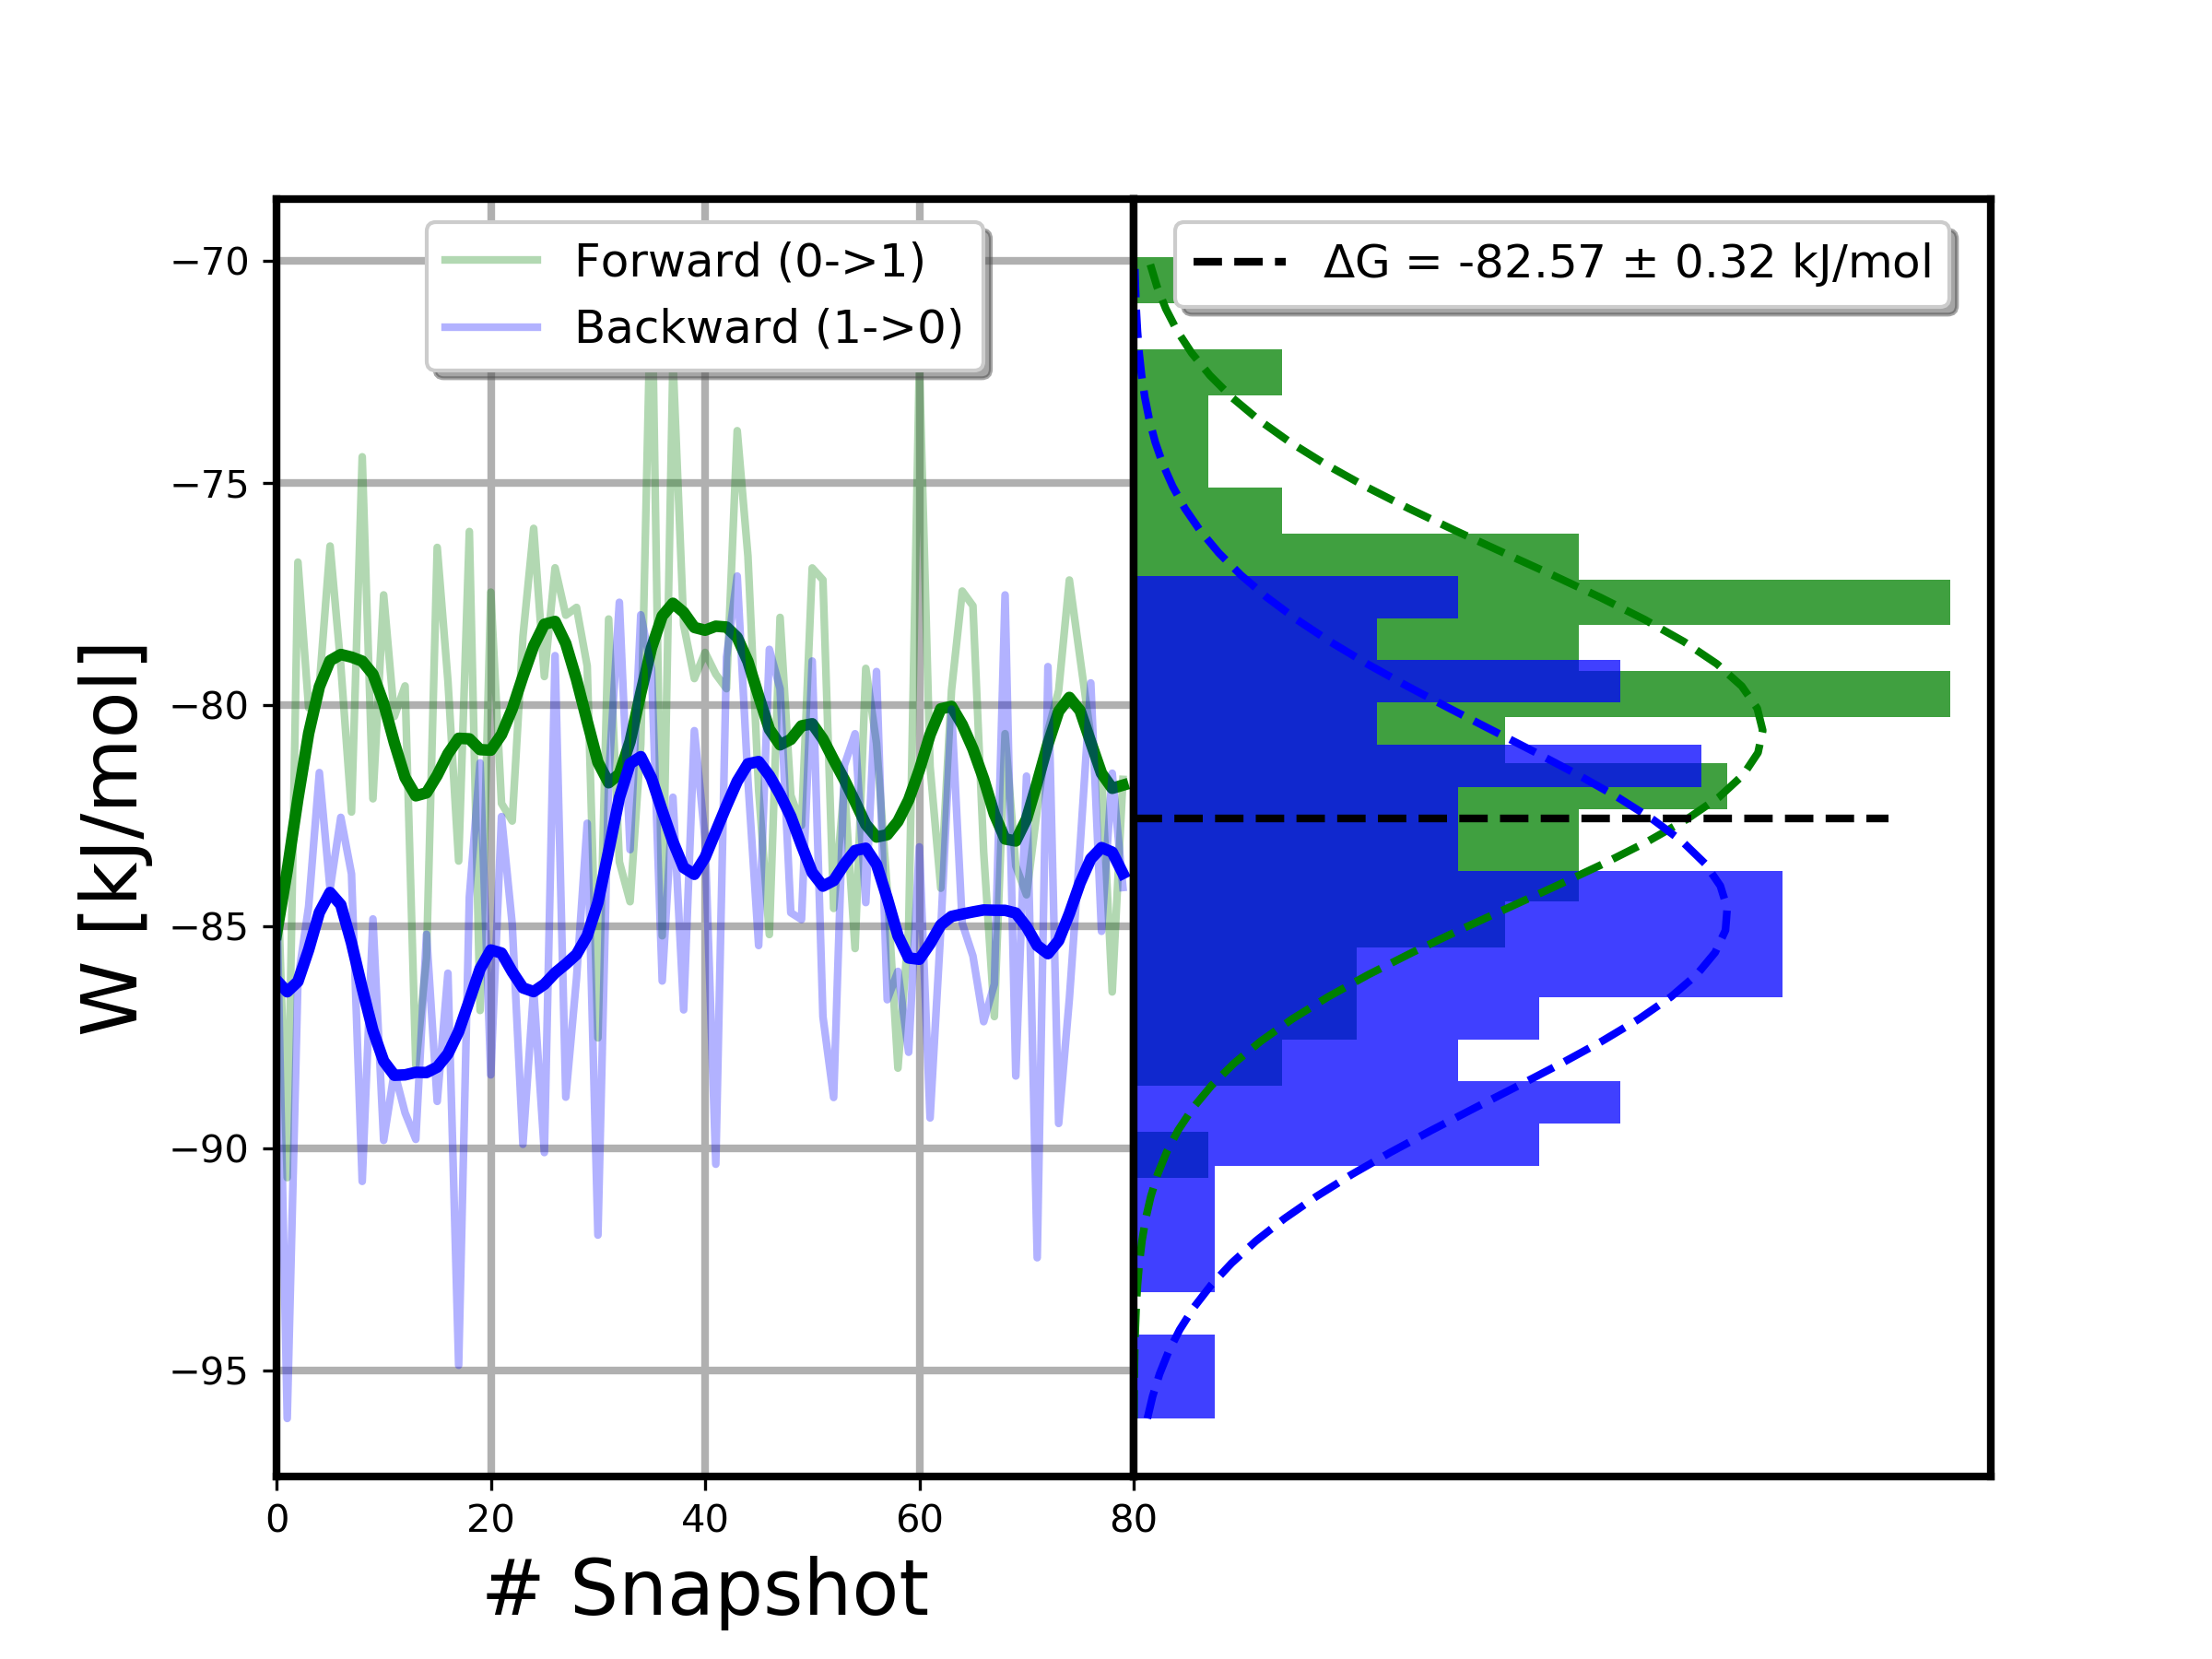 Forward (0->1)
Backward (1->0)
ΔG = -82.57 ± 0.32 kJ/mol
−70
−75
−80
−85
−90
−95
W [kJ/mol]
0 20 40 60 80
# Snapshot